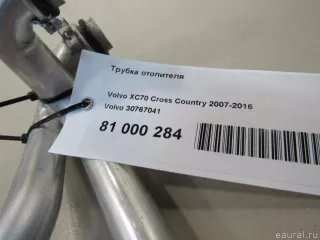 Трубка отопителя
Volvo XC70 Cross Country 2007-2016
Volvo 30767041
81 000 284
eaural.ru